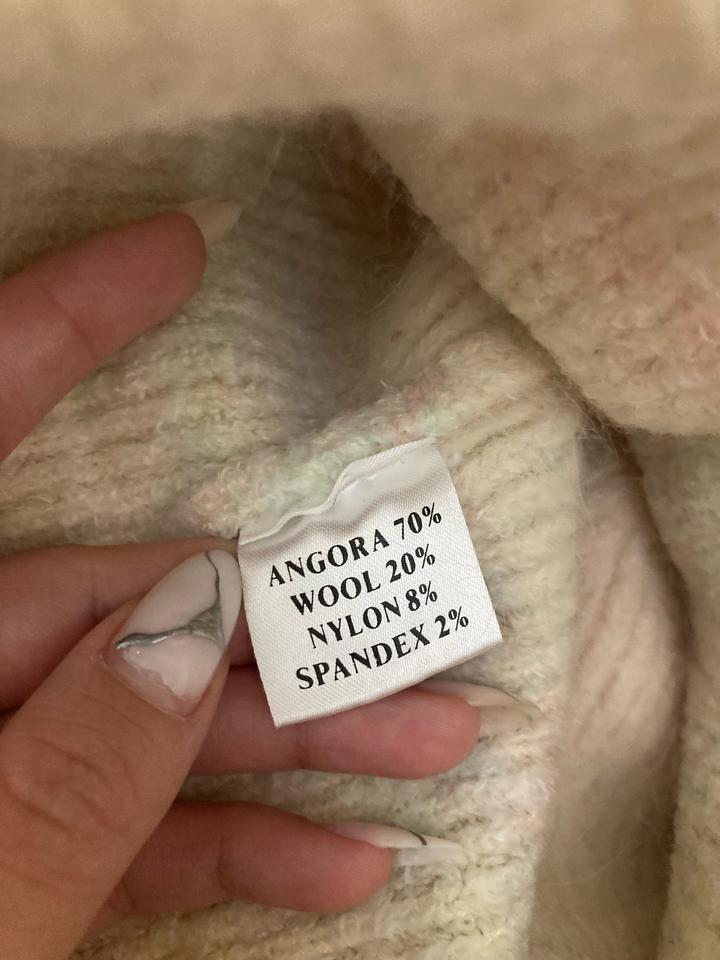 ANGORA 70%
WOOL 20%
NYLON 8%
SPANDEX 2%